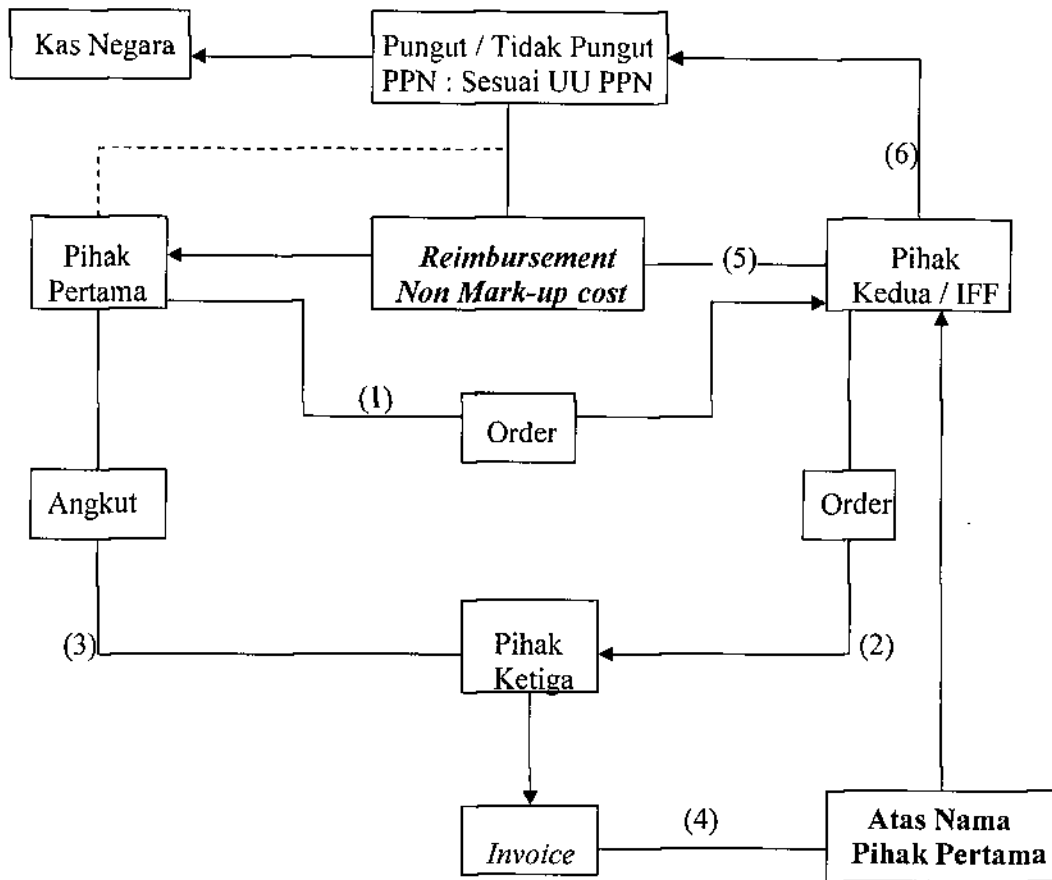 Kas Negara
Pungut / Tidak Pungut
PPN : Sesuai UU PPN
(6)
Pihak
Pertama
Reimbursement
Non Mark-up cost
(5)
Pihak
Kedua / IFF
(1)
Order
Angkut
Order
(3)
Pihak
Ketiga
(2)
Invoice
(4)
Atas Nama
Pihak Pertama